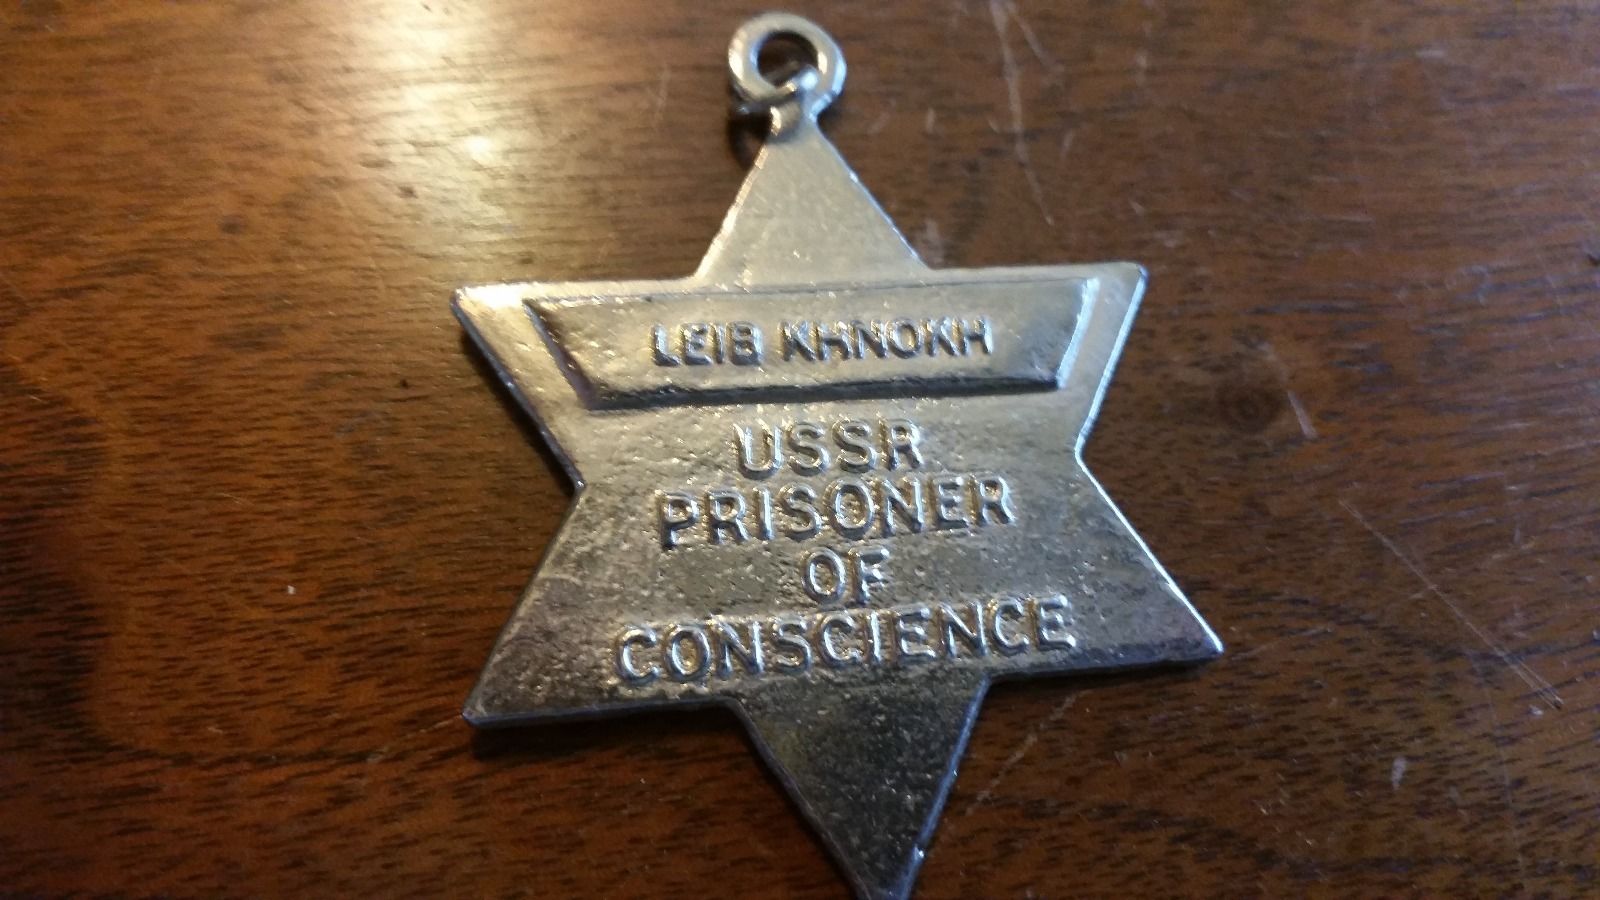 LEIB KHNOKH
USSR
PRISONER
OF
CONSCIENCE